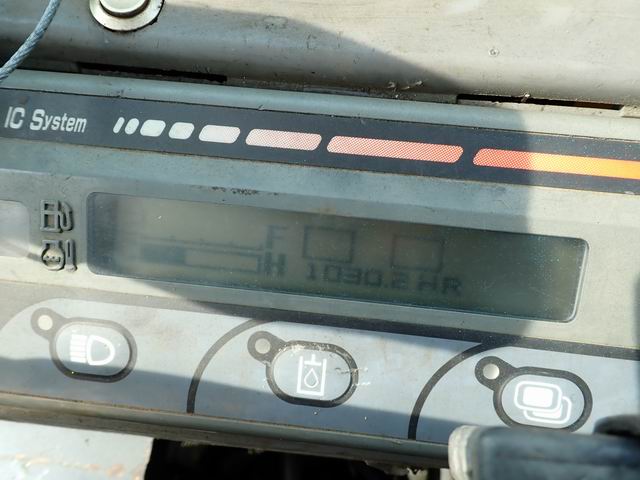 IC System
F
H 1030.2 HR